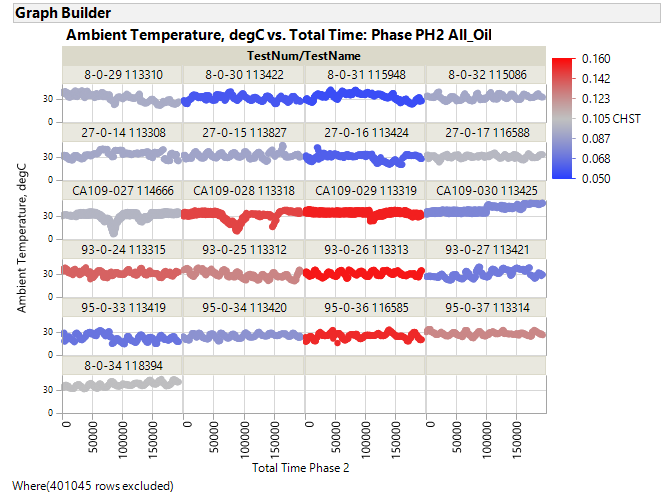 Graph Builder
Ambient Temperature, degC vs. Total Time: Phase PH2 All_Oil
TestNum/TestName
8-0-29 113310 8-0-30 113422 8-0-31 115948 8-0-32 115086
30
0
27-0-14 113308 27-0-15 113827 27-0-16 113424 27-0-17 116588
30
0
CA109-027 114666 CA109-028 113318 CA109-029 113319 CA109-030 113425
30
0
93-0-24 113315 93-0-25 113312 93-0-26 113313 93-0-27 113421
30
0
95-0-33 113419 95-0-34 113420 95-0-36 116585 95-0-37 113314
30
0
8-0-34 118394
30
0
Ambient Temperature, degC
0 50000 100000 150000 0 50000 100000 150000 0 50000 100000 150000 0 50000 100000 150000
Total Time Phase 2
0.160
0.142
0.123
0.105 CHST
0.087
0.068
0.050
Where(401045 rows excluded)